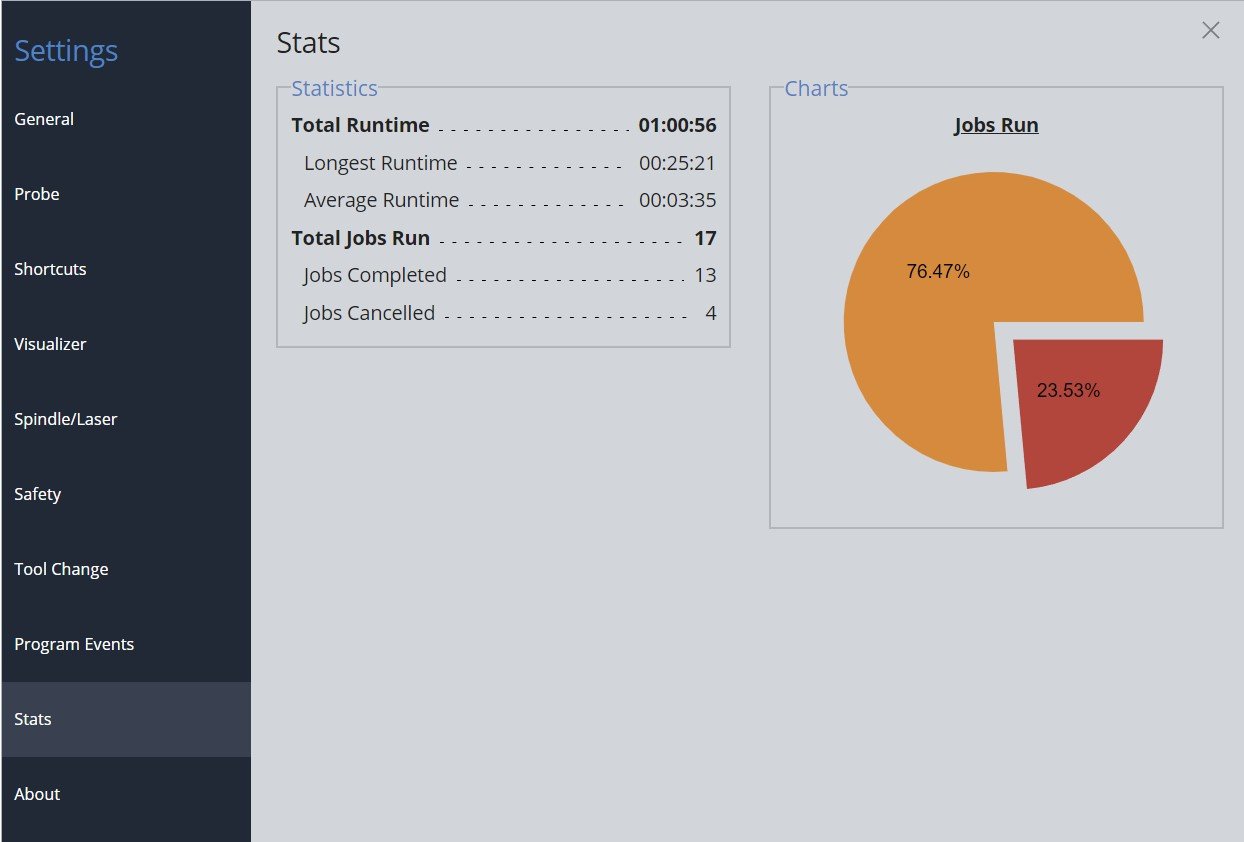 Settings
General
Probe
Shortcuts
Visualizer
Spindle/Laser
Safety
Tool Change
Program Events
Stats
About
Stats
Statistics
Total Runtime 01:00:56
Longest Runtime 00:25:21
Average Runtime 00:03:35
Total Jobs Run 17
Jobs Completed 13
Jobs Cancelled 4
Charts
Jobs Run
76.47%
23.53%